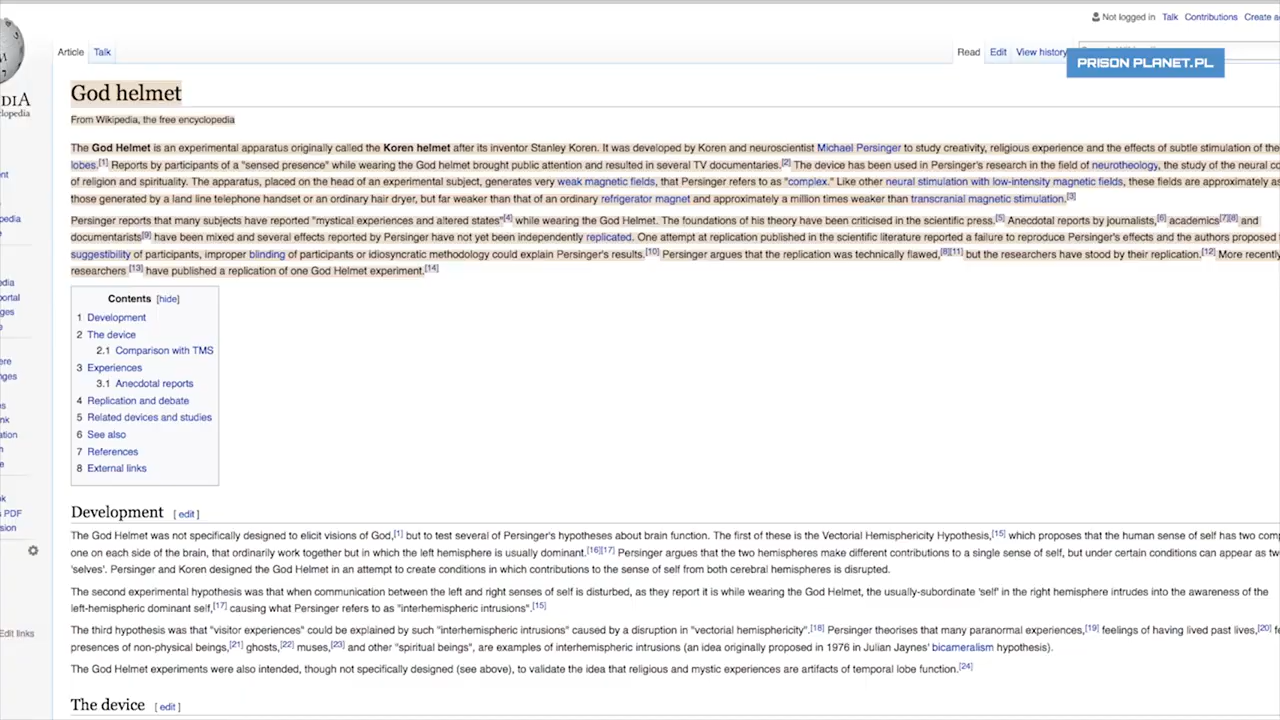 Not logged in Talk Contributions Create a
Article Talk Read Edit View history
PRISON PLANET.PL
DIA
clopedia
God helmet
From Wikipedia, the free encyclopedia
The God Helmet is an experimental apparatus originally called the Koren helmet after its inventor Stanley Koren. It was developed by Koren and neuroscientist Michael Persinger to study creativity, religious experience and the effects of subtle stimulation of the
lobes.[1] Reports by participants of a "sensed presence" while wearing the God helmet brought public attention and resulted in several TV documentaries.[2] The device has been used in Persinger's research in the field of neurotheology, the study of the neural co
of religion and spirituality. The apparatus, placed on the head of an experimental subject, generates very weak magnetic fields, that Persinger refers to as "complex." Like other neural stimulation with low-intensity magnetic fields, these fields are approximately as
those generated by a land line telephone handset or an ordinary hair dryer, but far weaker than that of an ordinary refrigerator magnet and approximately a million times weaker than transcranial magnetic stimulation.[3]
Persinger reports that many subjects have reported "mystical experiences and altered states"[4] while wearing the God Helmet. The foundations of his theory have been criticised in the scientific press.[5] Anecdotal reports by journalists,[6] academics[7][8] and
documentarists[9] have been mixed and several effects reported by Persinger have not yet been independently replicated. One attempt at replication published in the scientific literature reported a failure to reproduce Persinger's effects and the authors proposed
suggestibility of participants, improper blinding of participants or idiosyncratic methodology could explain Persinger's results.[10] Persinger argues that the replication was technically flawed,[8][11] but the researchers have stood by their replication.[12] More recently
researchers [13] have published a replication of one God Helmet experiment.[14]
Contents [hide]
1 Development
2 The device
2.1 Comparison with TMS
3 Experiences
3.1 Anecdotal reports
4 Replication and debate
5 Related devices and studies
6 See also
7 References
8 External links
Development [ edit ]
The God Helmet was not specifically designed to elicit visions of God,[1] but to test several of Persinger's hypotheses about brain function. The first of these is the Vectorial Hemisphericity Hypothesis,[15] which proposes that the human sense of self has two comp
one on each side of the brain, that ordinarily work together but in which the left hemisphere is usually dominant.[16][17] Persinger argues that the two hemispheres make different contributions to a single sense of self, but under certain conditions can appear as tw
'selves'. Persinger and Koren designed the God Helmet in an attempt to create conditions in which contributions to the sense of self from both cerebral hemispheres is disrupted.
The second experimental hypothesis was that when communication between the left and right senses of self is disturbed, as they report it is while wearing the God Helmet, the usually-subordinate 'self' in the right hemisphere intrudes into the awareness of the
left-hemispheric dominant self,[17] causing what Persinger refers to as "interhemispheric intrusions".[15]
The third hypothesis was that "visitor experiences" could be explained by such "interhemispheric intrusions" caused by a disruption in "vectorial hemisphericity".[18] Persinger theorises that many paranormal experiences,[19] feelings of having lived past lives,[20] fe
presences of non-physical beings,[21] ghosts,[22] muses,[23] and other "spiritual beings", are examples of interhemispheric intrusions (an idea originally proposed in 1976 in Julian Jaynes' bicameralism hypothesis).
Edit links
The God Helmet experiments were also intended, though not specifically designed (see above), to validate the idea that religious and mystic experiences are artifacts of temporal lobe function.[24]
The device [ edit ]